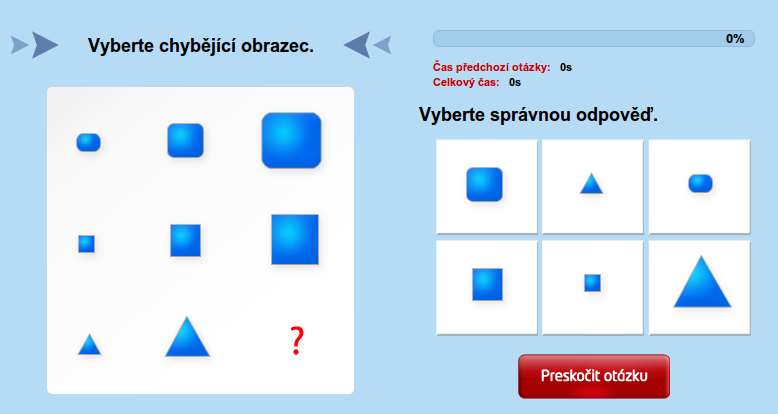 Vyberte chybějící obrazec.
?
0%
Čas předchozí otázky: 0s
Celkový čas: 0s
Vyberte správnou odpověď.
Preskočit otázku